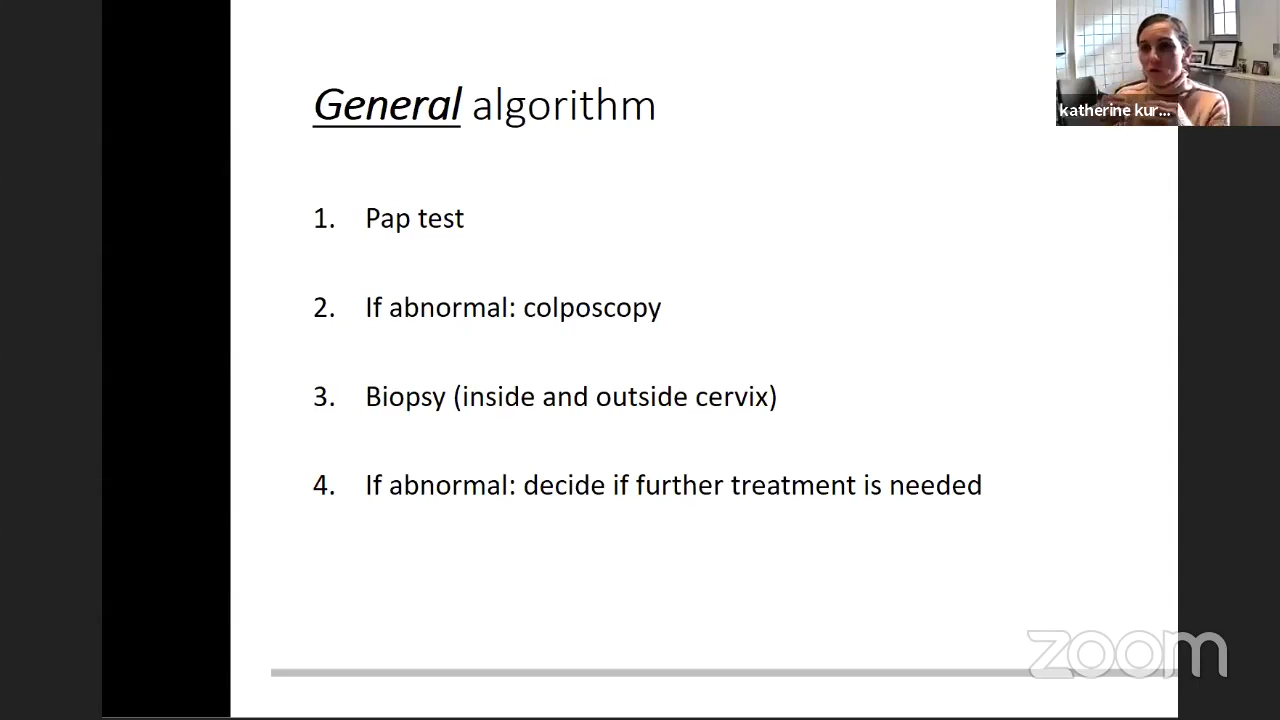 General algorithm
katherine kur...
1. Pap test
2. If abnormal: colposcopy
3. Biopsy (inside and outside cervix)
4. If abnormal: decide if further treatment is needed
zoom